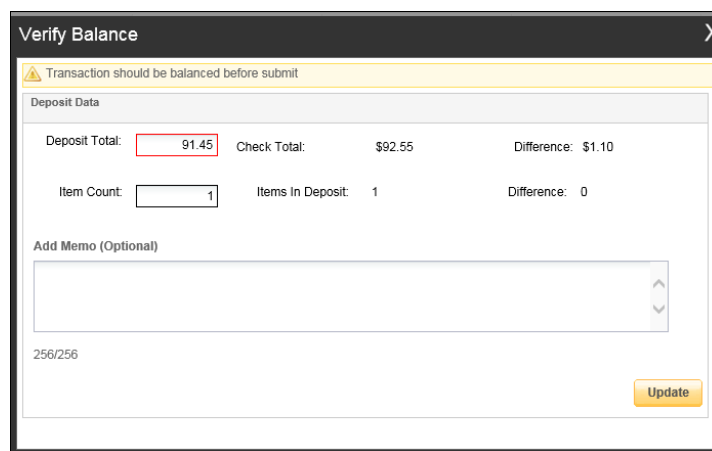 Verify Balance X
Transaction should be balanced before submit
Deposit Data
Deposit Total: 91.45 Check Total: $92.55 Difference: $1.10
Item Count: 1 Items In Deposit: 1 Difference: 0
Add Memo (Optional)
256/256
Update